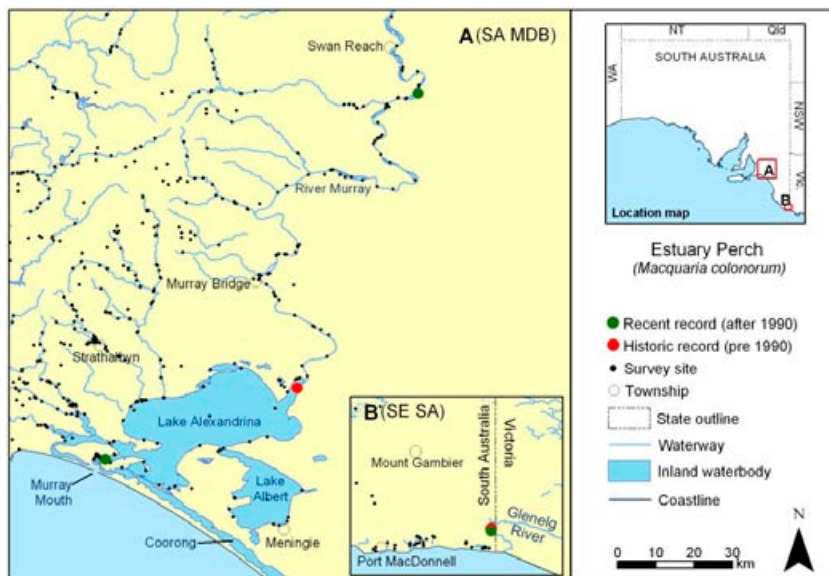 A (SA MDB)
Swan Reach
River Murray
Murray Bridge
Strathalbyn
Lake Alexandrina
Murray
Mouth
Lake
Albert
Coorong
Meningie
B (SE SA)
South Australia
Victoria
Mount Gambier
Glenelg
River
Port MacDonnell
NT
Qld
SOUTH AUSTRALIA
WA
NSW
Vic.
A
B
Location map
Estuary Perch
(Macquaria colonorum)
Recent record (after 1990)
Historic record (pre 1990)
Survey site
Township
State outline
Waterway
Inland waterbody
Coastline
N
0 10 20 30
km